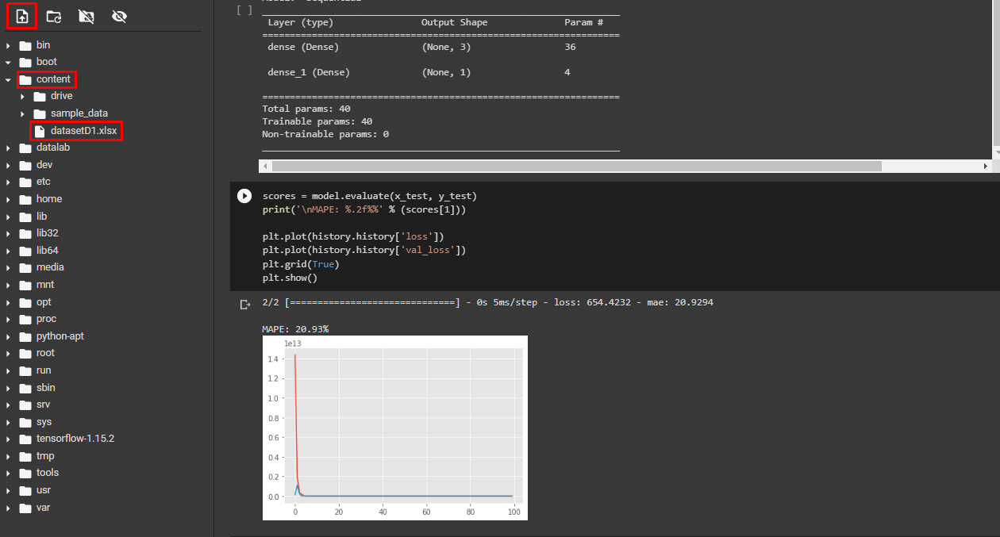 bin
boot
content
drive
sample_data
datasetD1.xlsx
datalab
dev
etc
home
lib
lib32
lib64
media
mnt
opt
proc
python-apt
root
run
sbin
srv
sys
tensorflow-1.15.2
tmp
tools
usr
var
[ ]
_________________________________________________________________
Layer (type) Output Shape Param #
=================================================================
dense (Dense) (None, 3) 36
dense_1 (Dense) (None, 1) 4
=================================================================
Total params: 40
Trainable params: 40
Non-trainable params: 0
_________________________________________________________________
scores = model.evaluate(x_test, y_test)
print('\nMAPE: %.2f%%' % (scores[1]))
plt.plot(history.history['loss'])
plt.plot(history.history['val_loss'])
plt.grid(True)
plt.show()
2/2 [==============================] - 0s 5ms/step - loss: 654.4232 - mae: 20.9294
MAPE: 20.93%
1e13
1.4
1.2
1.0
0.8
0.6
0.4
0.2
0.0
0 20 40 60 80 100